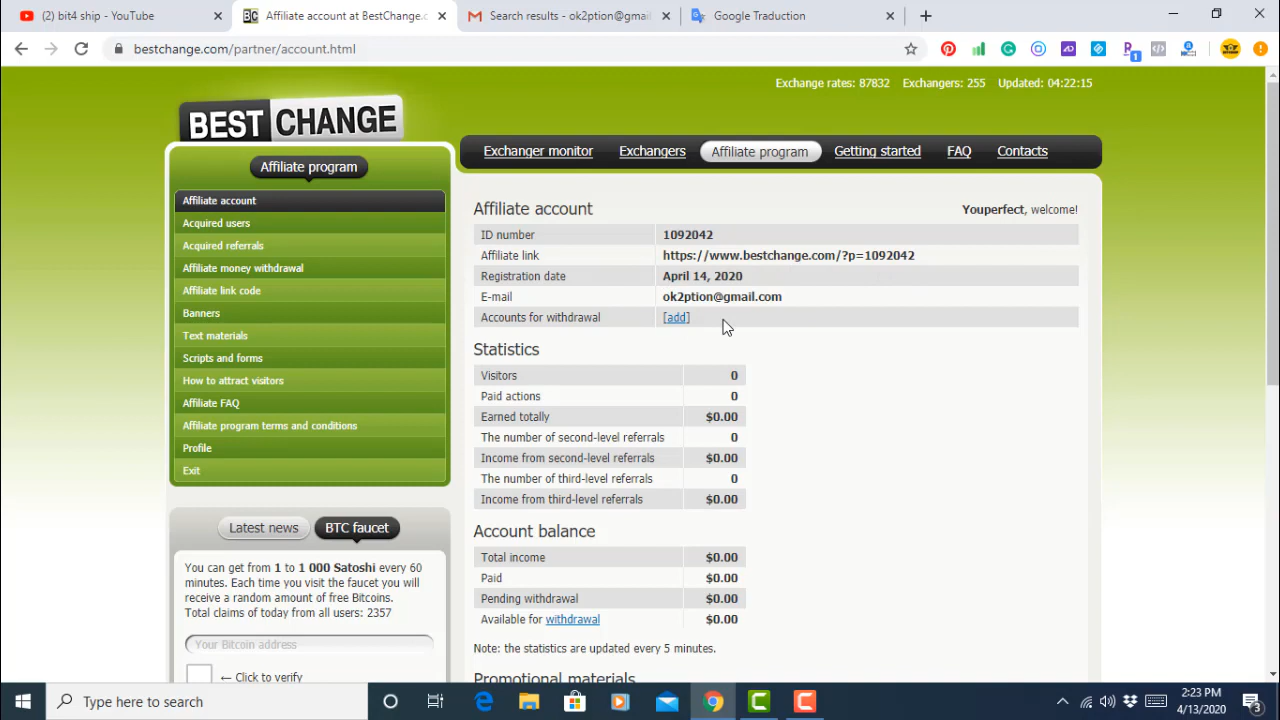 (2) bit4 ship - YouTube
Affiliate account at BestChange.c
Search results - ok2ption@gmail
Google Traduction
bestchange.com/partner/account.html
Exchange rates: 87832 Exchangers: 255 Updated: 04:22:15
BEST CHANGE
Exchanger monitor Exchangers Affiliate program Getting started FAQ Contacts
Affiliate program
Affiliate account
Acquired users
Acquired referrals
Affiliate money withdrawal
Affiliate link code
Banners
Text materials
Scripts and forms
How to attract visitors
Affiliate FAQ
Affiliate program terms and conditions
Profile
Exit
Latest news BTC faucet
You can get from 1 to 1 000 Satoshi every 60
minutes. Each time you visit the faucet you will
receive a random amount of free Bitcoins.
Total claims of today from all users: 2357
Your Bitcoin address
← Click to verify
Affiliate account
Youperfect, welcome!
ID number 1092042
Affiliate link https://www.bestchange.com/?p=1092042
Registration date April 14, 2020
E-mail ok2ption@gmail.com
Accounts for withdrawal [add]
Statistics
Visitors 0
Paid actions 0
Earned totally $0.00
The number of second-level referrals 0
Income from second-level referrals $0.00
The number of third-level referrals 0
Income from third-level referrals $0.00
Account balance
Total income $0.00
Paid $0.00
Pending withdrawal $0.00
Available for withdrawal $0.00
Note: the statistics are updated every 5 minutes.
Promotional materials
Type here to search
2:23 PM
4/13/2020
3